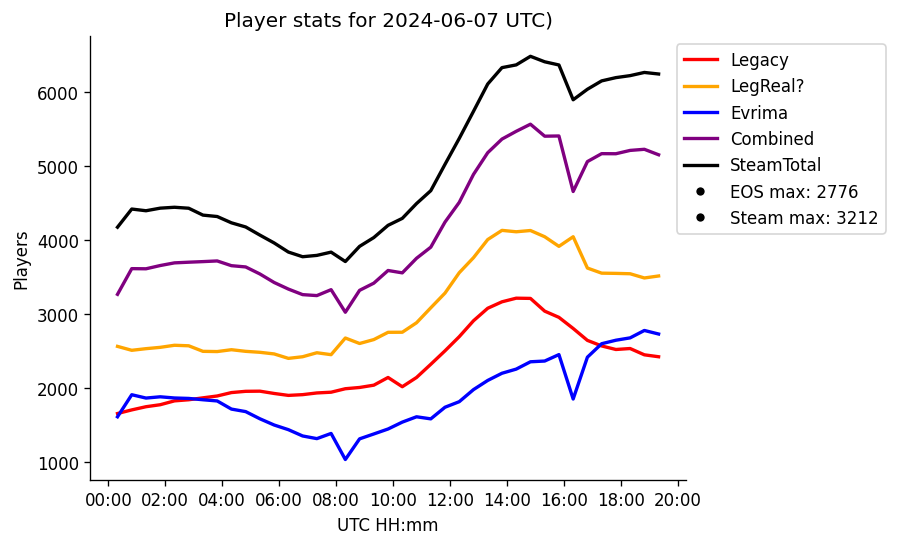 Player stats for 2024-06-07 UTC)
Legacy
LegReal?
Evrima
Combined
SteamTotal
EOS max: 2776
Steam max: 3212
Players
6000
5000
4000
3000
2000
1000
00:00 02:00 04:00 06:00 08:00 10:00 12:00 14:00 16:00 18:00 20:00
UTC HH:mm